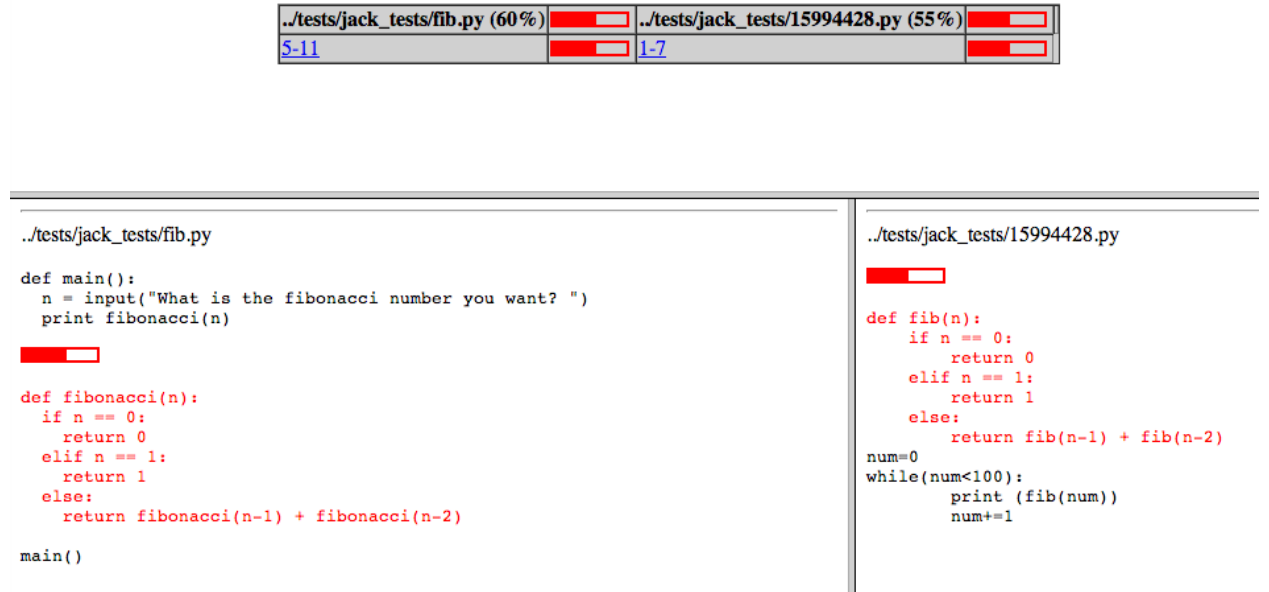 ../tests/jack_tests/fib.py (60%) ../tests/jack_tests/15994428.py (55%)
5-11 1-7
../tests/jack_tests/fib.py
def main():
  n = input("What is the fibonacci number you want? ")
  print fibonacci(n)
def fibonacci(n):
  if n == 0:
    return 0
  elif n == 1:
    return 1
  else:
    return fibonacci(n-1) + fibonacci(n-2)
main()
../tests/jack_tests/15994428.py
def fib(n):
    if n == 0:
        return 0
    elif n == 1:
        return 1
    else:
        return fib(n-1) + fib(n-2)
num=0
while(num<100):
        print (fib(num))
        num+=1